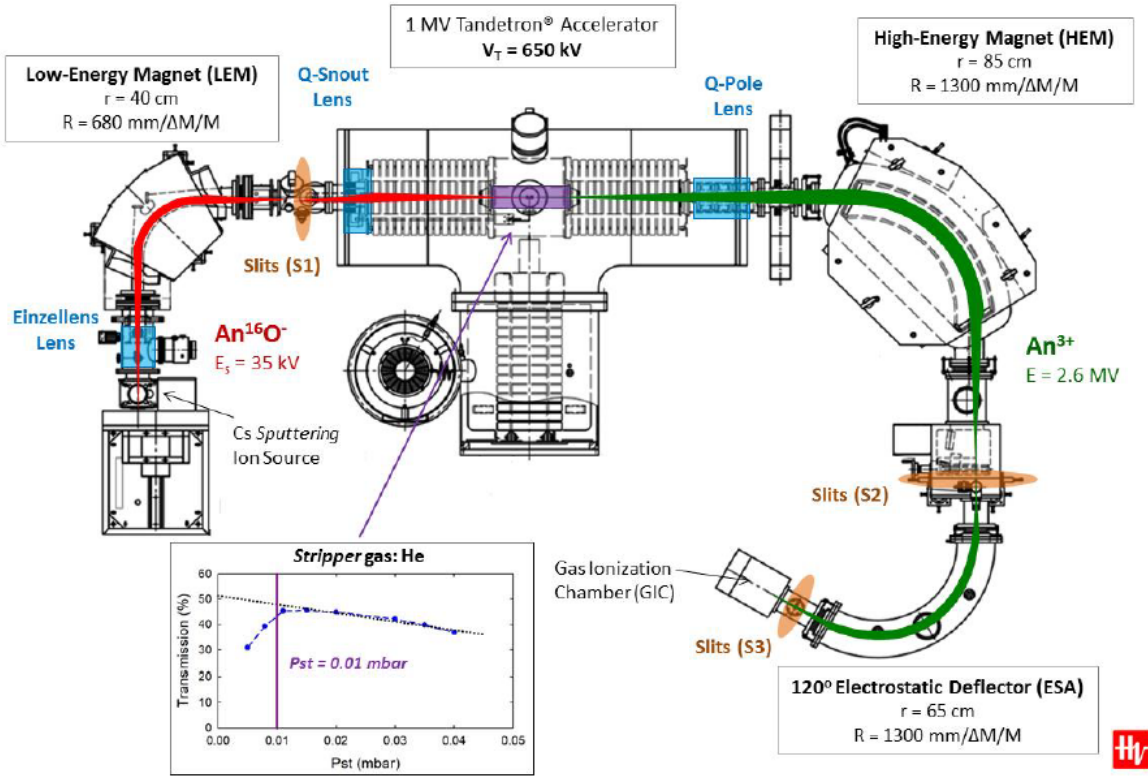 1 MV Tandetron® Accelerator
V_T = 650 kV
Low-Energy Magnet (LEM)
r = 40 cm
R = 680 mm/ΔM/M
Q-Snout
Lens
Q-Pole
Lens
High-Energy Magnet (HEM)
r = 85 cm
R = 1300 mm/ΔM/M
Slits (S1)
Einzellens
Lens
An¹⁶O⁻
E_s = 35 kV
Cs Sputtering
Ion Source
An³⁺
E = 2.6 MV
Slits (S2)
Gas Ionization
Chamber (GIC)
Slits (S3)
120° Electrostatic Deflector (ESA)
r = 65 cm
R = 1300 mm/ΔM/M
Stripper gas: He
Transmission (%)
60
50
40
30
20
10
0
Pst = 0.01 mbar
0.00 0.01 0.02 0.03 0.04 0.05
Pst (mbar)
HV